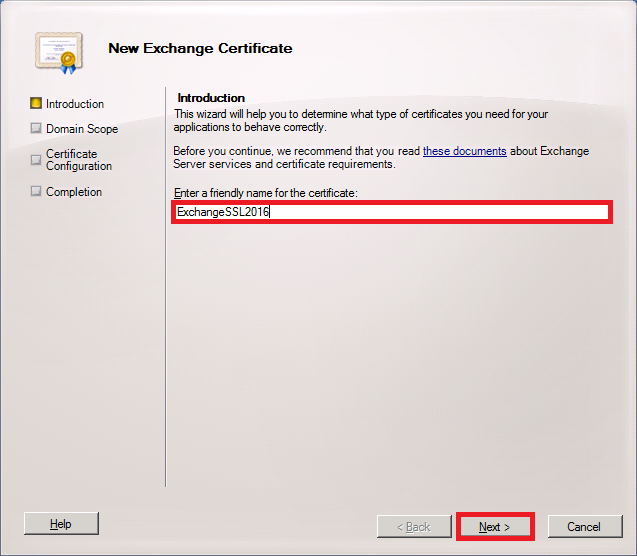 New Exchange Certificate
Introduction
Domain Scope
Certificate
Configuration
Completion
Introduction
This wizard will help you to determine what type of certificates you need for your
applications to behave correctly.
Before you continue, we recommend that you read these documents about Exchange
Server services and certificate requirements.
Enter a friendly name for the certificate:
ExchangeSSL2016
Help
< Back
Next >
Cancel